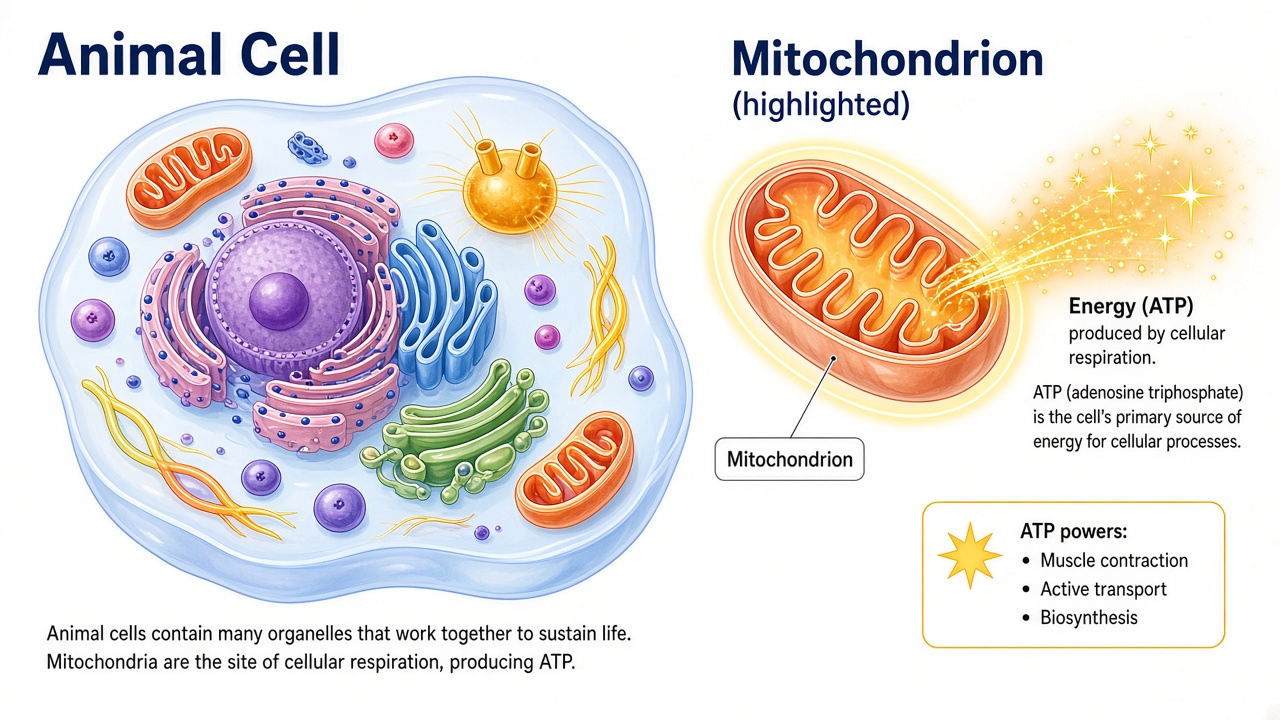 Animal Cell
Mitochondrion
(highlighted)
Energy (ATP)
produced by cellular
respiration.
ATP (adenosine triphosphate)
is the cell's primary source of
energy for cellular processes.
Mitochondrion
ATP powers:
• Muscle contraction
• Active transport
• Biosynthesis
Animal cells contain many organelles that work together to sustain life.
Mitochondria are the site of cellular respiration, producing ATP.